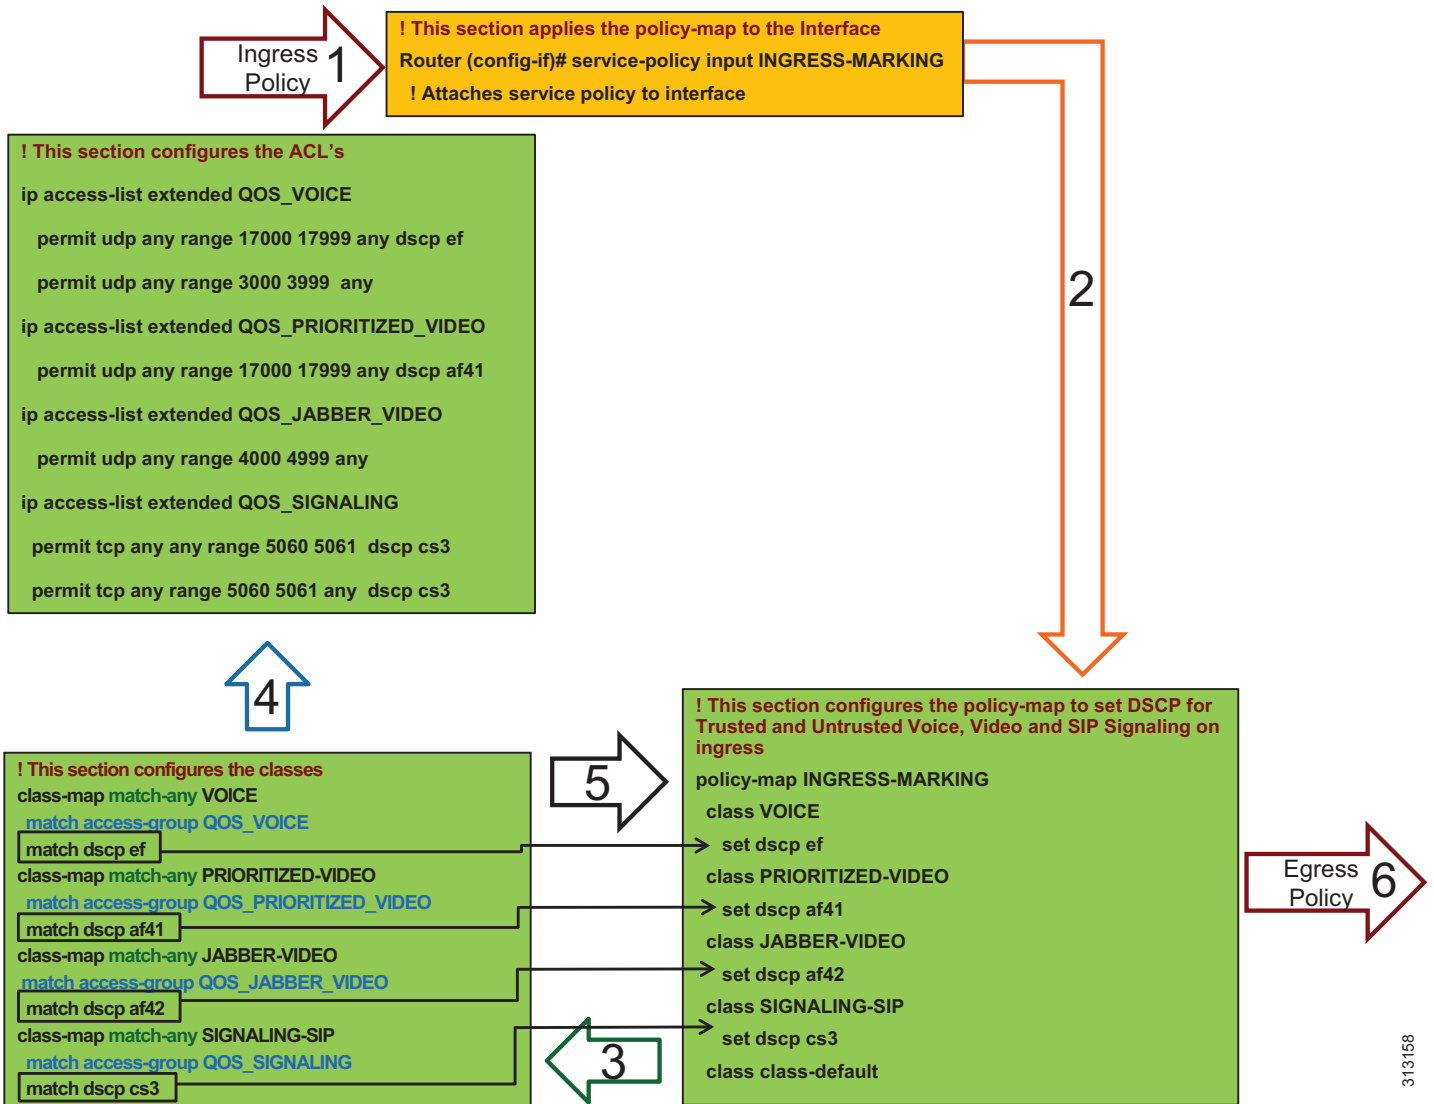 Ingress
Policy
1
! This section applies the policy-map to the Interface
Router (config-if)# service-policy input INGRESS-MARKING
! Attaches service policy to interface
2
! This section configures the ACL's
ip access-list extended QOS_VOICE
permit udp any range 17000 17999 any dscp ef
permit udp any range 3000 3999 any
ip access-list extended QOS_PRIORITIZED_VIDEO
permit udp any range 17000 17999 any dscp af41
ip access-list extended QOS_JABBER_VIDEO
permit udp any range 4000 4999 any
ip access-list extended QOS_SIGNALING
permit tcp any any range 5060 5061 dscp cs3
permit tcp any range 5060 5061 any dscp cs3
4
! This section configures the classes
class-map match-any VOICE
match access-group QOS_VOICE
match dscp ef
class-map match-any PRIORITIZED-VIDEO
match access-group QOS_PRIORITIZED_VIDEO
match dscp af41
class-map match-any JABBER-VIDEO
match access-group QOS_JABBER_VIDEO
match dscp af42
class-map match-any SIGNALING-SIP
match access-group QOS_SIGNALING
match dscp cs3
5
3
! This section configures the policy-map to set DSCP for
Trusted and Untrusted Voice, Video and SIP Signaling on
ingress
policy-map INGRESS-MARKING
class VOICE
set dscp ef
class PRIORITIZED-VIDEO
set dscp af41
class JABBER-VIDEO
set dscp af42
class SIGNALING-SIP
set dscp cs3
class class-default
Egress
Policy
6
313158